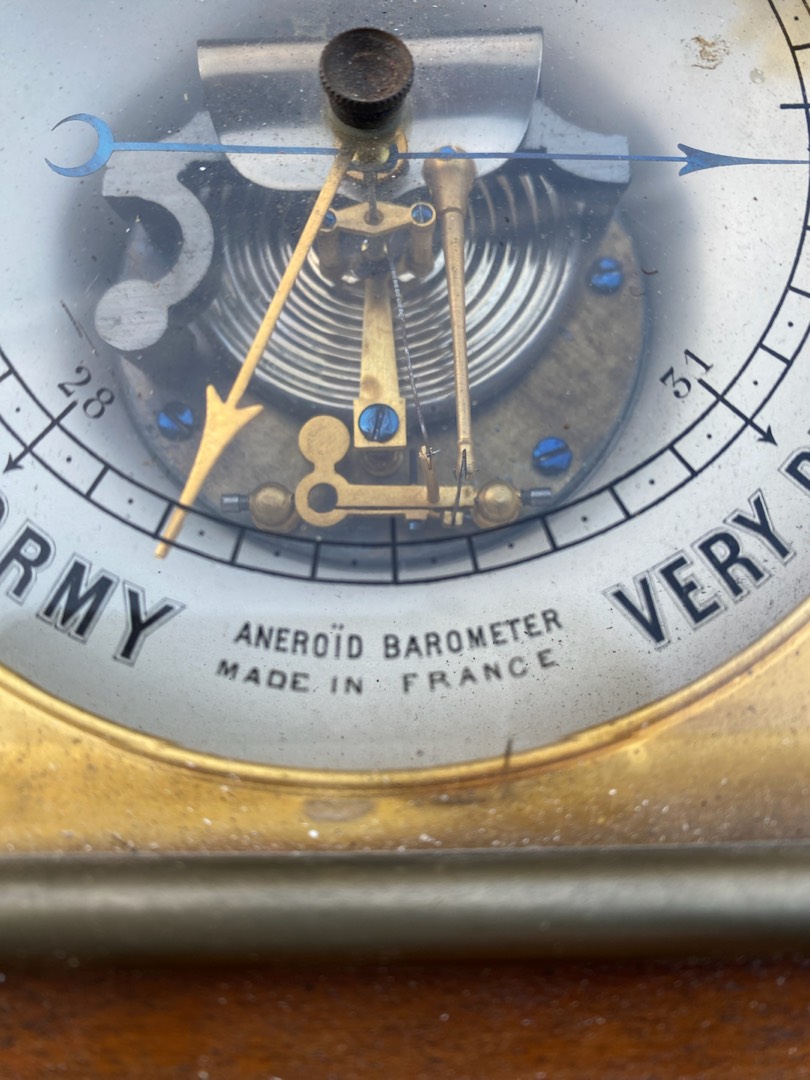 28
31
RMY
VERY
ANEROÏD BAROMETER
MADE IN FRANCE